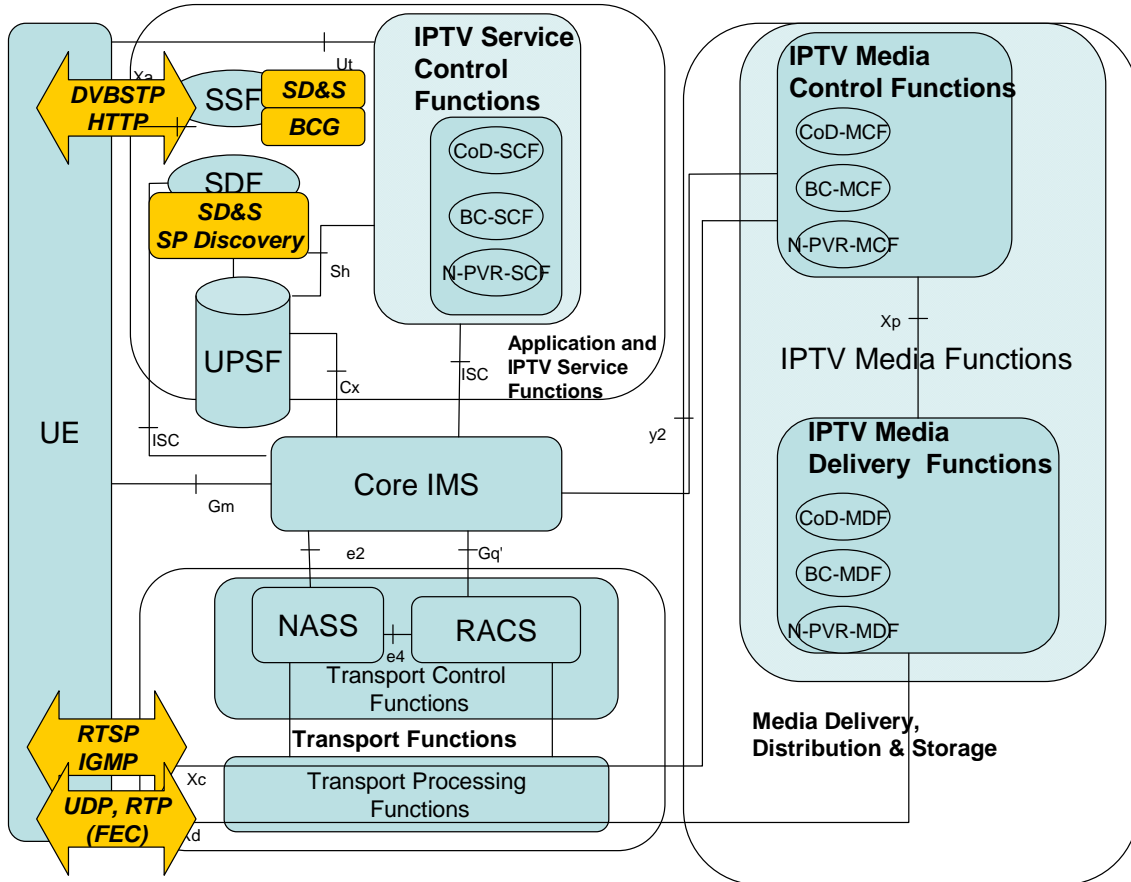 UE
Ut
Xa
DVBSTP
HTTP
SSF
SD&S
BCG
SDF
SD&S
SP Discovery
Sh
UPSF
Cx
ISC
IPTV Service
Control
Functions
CoD-SCF
BC-SCF
N-PVR-SCF
ISC
Application and
IPTV Service
Functions
Core IMS
Gm
e2
Gq'
y2
NASS
RACS
e4
Transport Control
Functions
Transport Functions
Transport Processing
Functions
RTSP
IGMP
Xc
UDP, RTP
(FEC)
Xd
IPTV Media
Control Functions
CoD-MCF
BC-MCF
N-PVR-MCF
Xp
IPTV Media Functions
IPTV Media
Delivery Functions
CoD-MDF
BC-MDF
N-PVR-MDF
Media Delivery,
Distribution & Storage